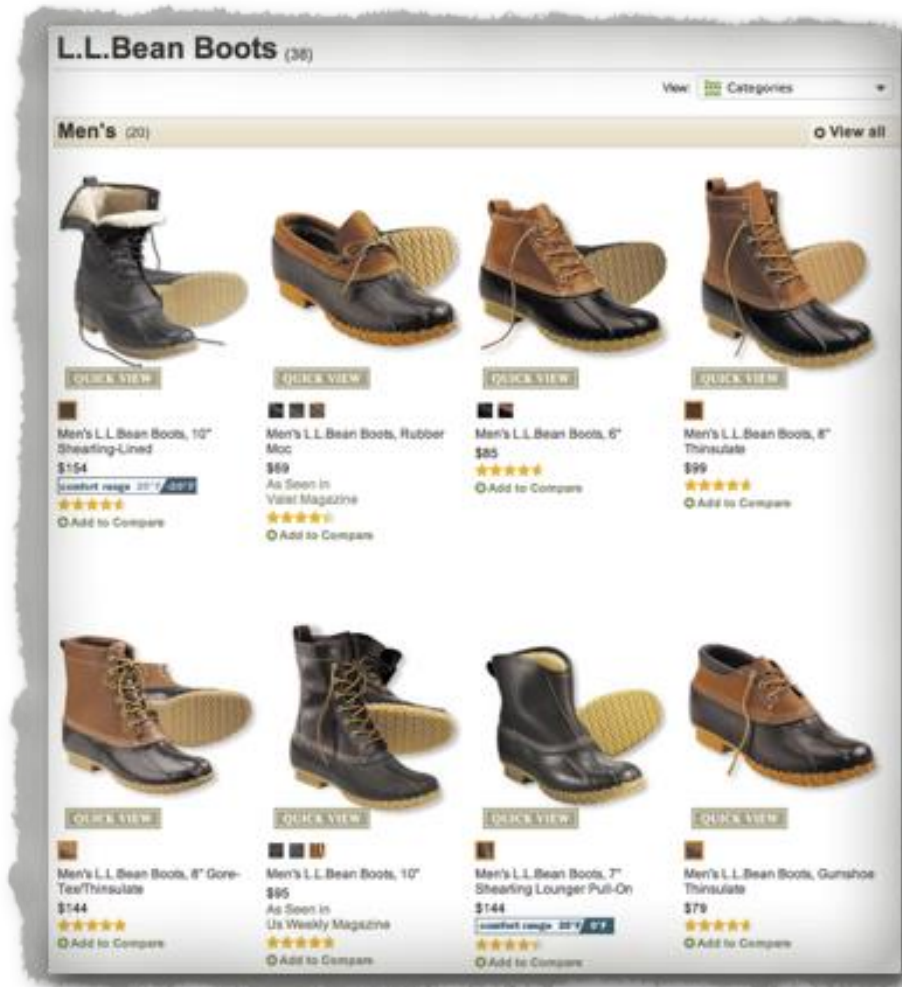 L.L.Bean Boots (38)
View: Categories
Men's (20)
View all
QUICK VIEW
QUICK VIEW
QUICK VIEW
QUICK VIEW
Men's L.L.Bean Boots, 10"
Shearling-Lined
$154
comfort range
Add to Compare
Men's L.L.Bean Boots, Rubber
Moc
$69
As Seen in
Valet Magazine
Add to Compare
Men's L.L.Bean Boots, 6"
$85
Add to Compare
Men's L.L.Bean Boots, 8"
Thinsulate
$99
Add to Compare
QUICK VIEW
QUICK VIEW
QUICK VIEW
QUICK VIEW
Men's L.L.Bean Boots, 8" Gore-
Tex/Thinsulate
$144
Add to Compare
Men's L.L.Bean Boots, 10"
$95
As Seen in
Us Weekly Magazine
Add to Compare
Men's L.L.Bean Boots, 7"
Shearling Lounger Pull-On
$144
comfort range
Add to Compare
Men's L.L.Bean Boots, Gumshoe
Thinsulate
$79
Add to Compare